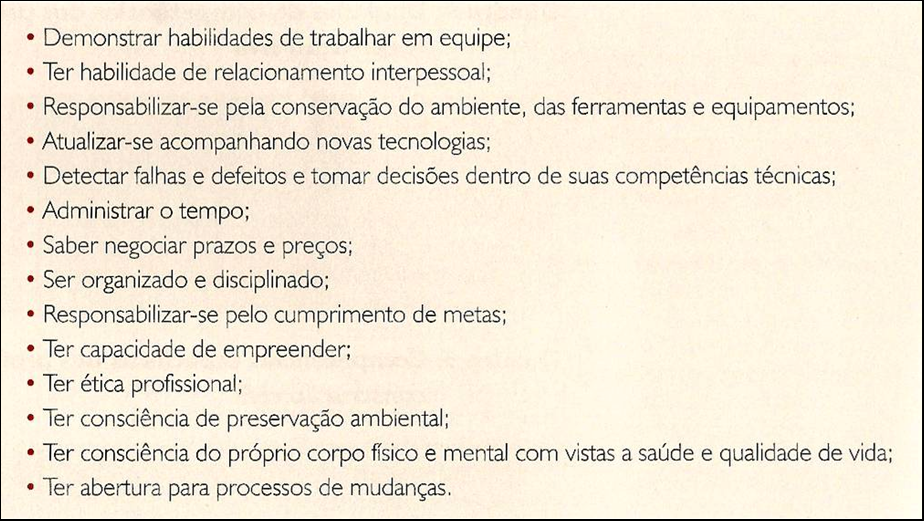 • Demonstrar habilidades de trabalhar em equipe;
• Ter habilidade de relacionamento interpessoal;
• Responsabilizar-se pela conservação do ambiente, das ferramentas e equipamentos;
• Atualizar-se acompanhando novas tecnologias;
• Detectar falhas e defeitos e tomar decisões dentro de suas competências técnicas;
• Administrar o tempo;
• Saber negociar prazos e preços;
• Ser organizado e disciplinado;
• Responsabilizar-se pelo cumprimento de metas;
• Ter capacidade de empreender;
• Ter ética profissional;
• Ter consciência de preservação ambiental;
• Ter consciência do próprio corpo físico e mental com vistas a saúde e qualidade de vida;
• Ter abertura para processos de mudanças.